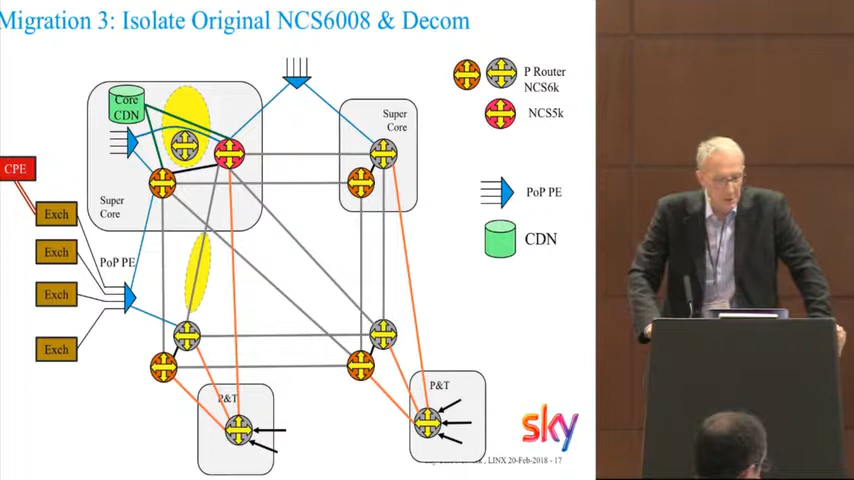 Migration 3: Isolate Original NCS6008 & Decom
Core
CDN
Super
Core
P Router
NCS6k
NCS5k
CPE
Super
Core
Exch
Exch
Exch
Exch
PoP PE
PoP PE
CDN
P&T
P&T
sky
, LINX 20-Feb-2018 - 17